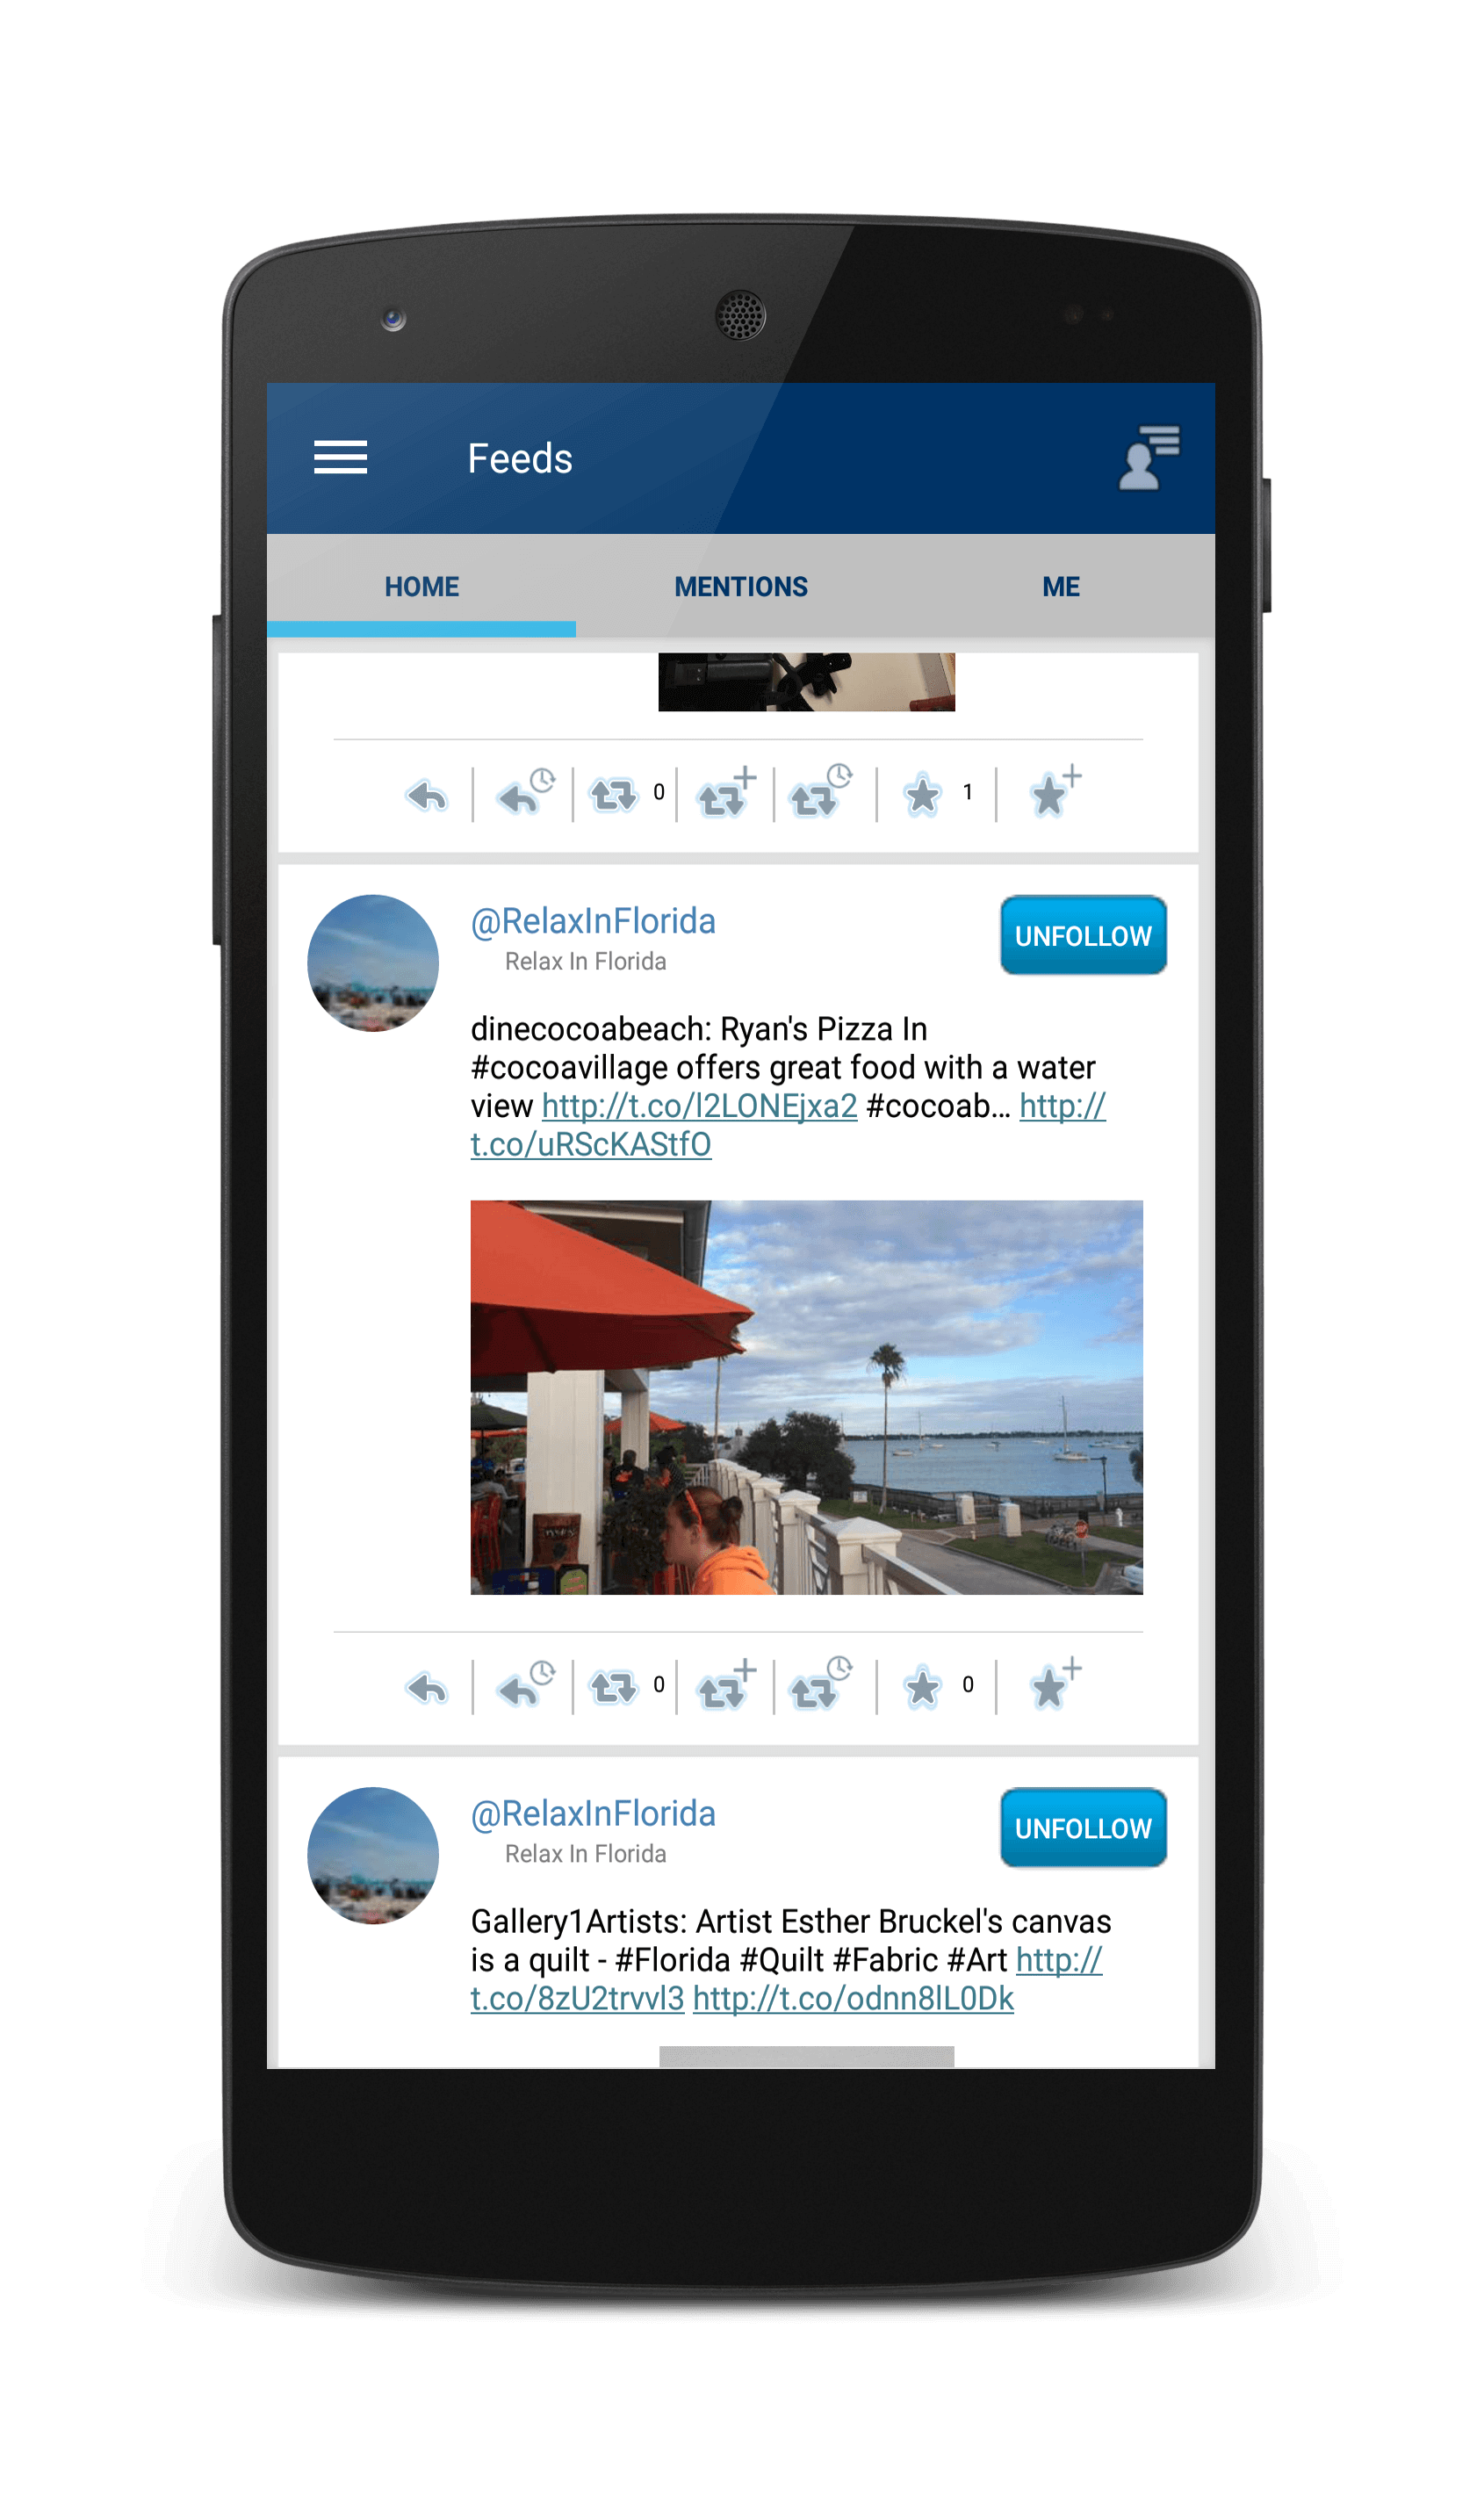 Feeds
HOME MENTIONS ME
0 1
@RelaxInFlorida UNFOLLOW
Relax In Florida
dinecocoabeach: Ryan's Pizza In
#cocoavillage offers great food with a water
view http://t.co/l2LONEjxa2 #cocoab... http://
t.co/uRScKAStfO
0 0
@RelaxInFlorida UNFOLLOW
Relax In Florida
Gallery1Artists: Artist Esther Bruckel's canvas
is a quilt - #Florida #Quilt #Fabric #Art http://
t.co/8zU2trvvl3 http://t.co/odnn8lL0Dk